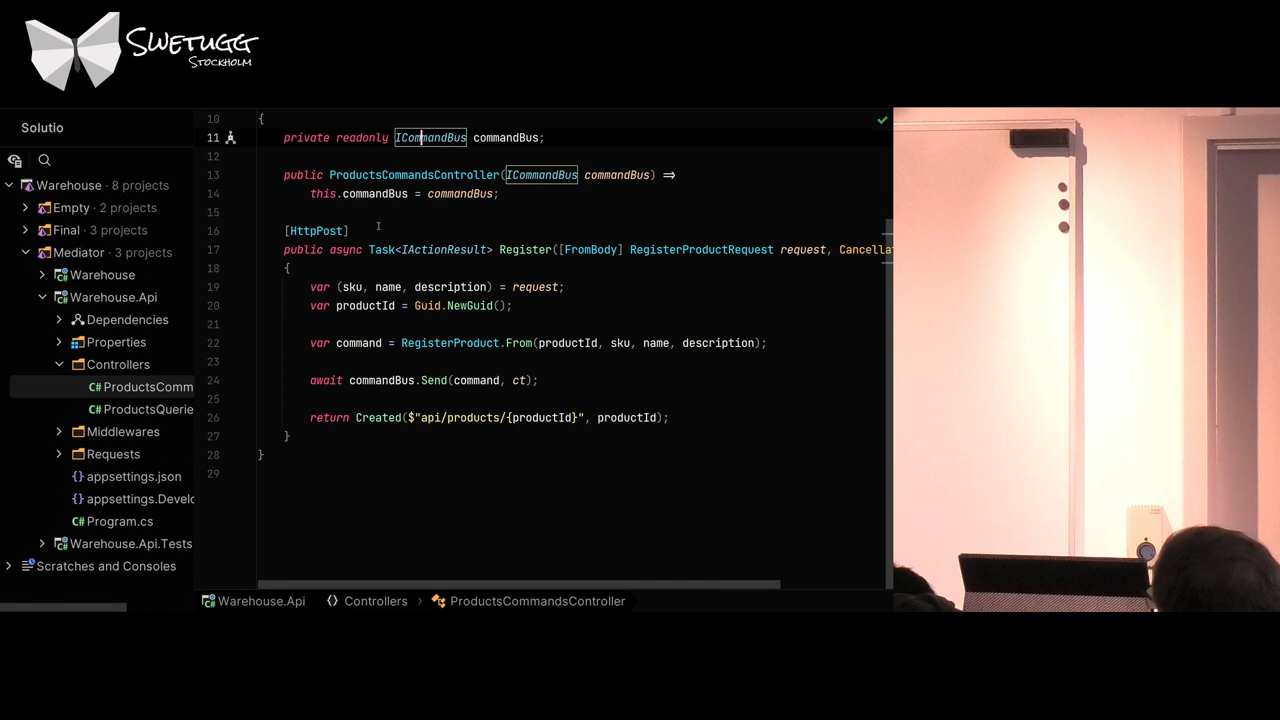 SWETUGG
STOCKHOLM
Solutio
Warehouse · 8 projects
Empty · 2 projects
Final · 3 projects
Mediator · 3 projects
Warehouse
Warehouse.Api
Dependencies
Properties
Controllers
C# ProductsComm
C# ProductsQuerie
Middlewares
Requests
{} appsettings.json
{} appsettings.Develo
C# Program.cs
Warehouse.Api.Tests
Scratches and Consoles
10 {
11 private readonly ICommandBus commandBus;
12
13 public ProductsCommandsController(ICommandBus commandBus) =>
14 this.commandBus = commandBus;
15
16 [HttpPost]
17 public async Task<IActionResult> Register([FromBody] RegisterProductRequest request, Cancella
18 {
19 var (sku, name, description) = request;
20 var productId = Guid.NewGuid();
21
22 var command = RegisterProduct.From(productId, sku, name, description);
23
24 await commandBus.Send(command, ct);
25
26 return Created($"api/products/{productId}", productId);
27 }
28 }
29
Warehouse.Api Controllers ProductsCommandsController